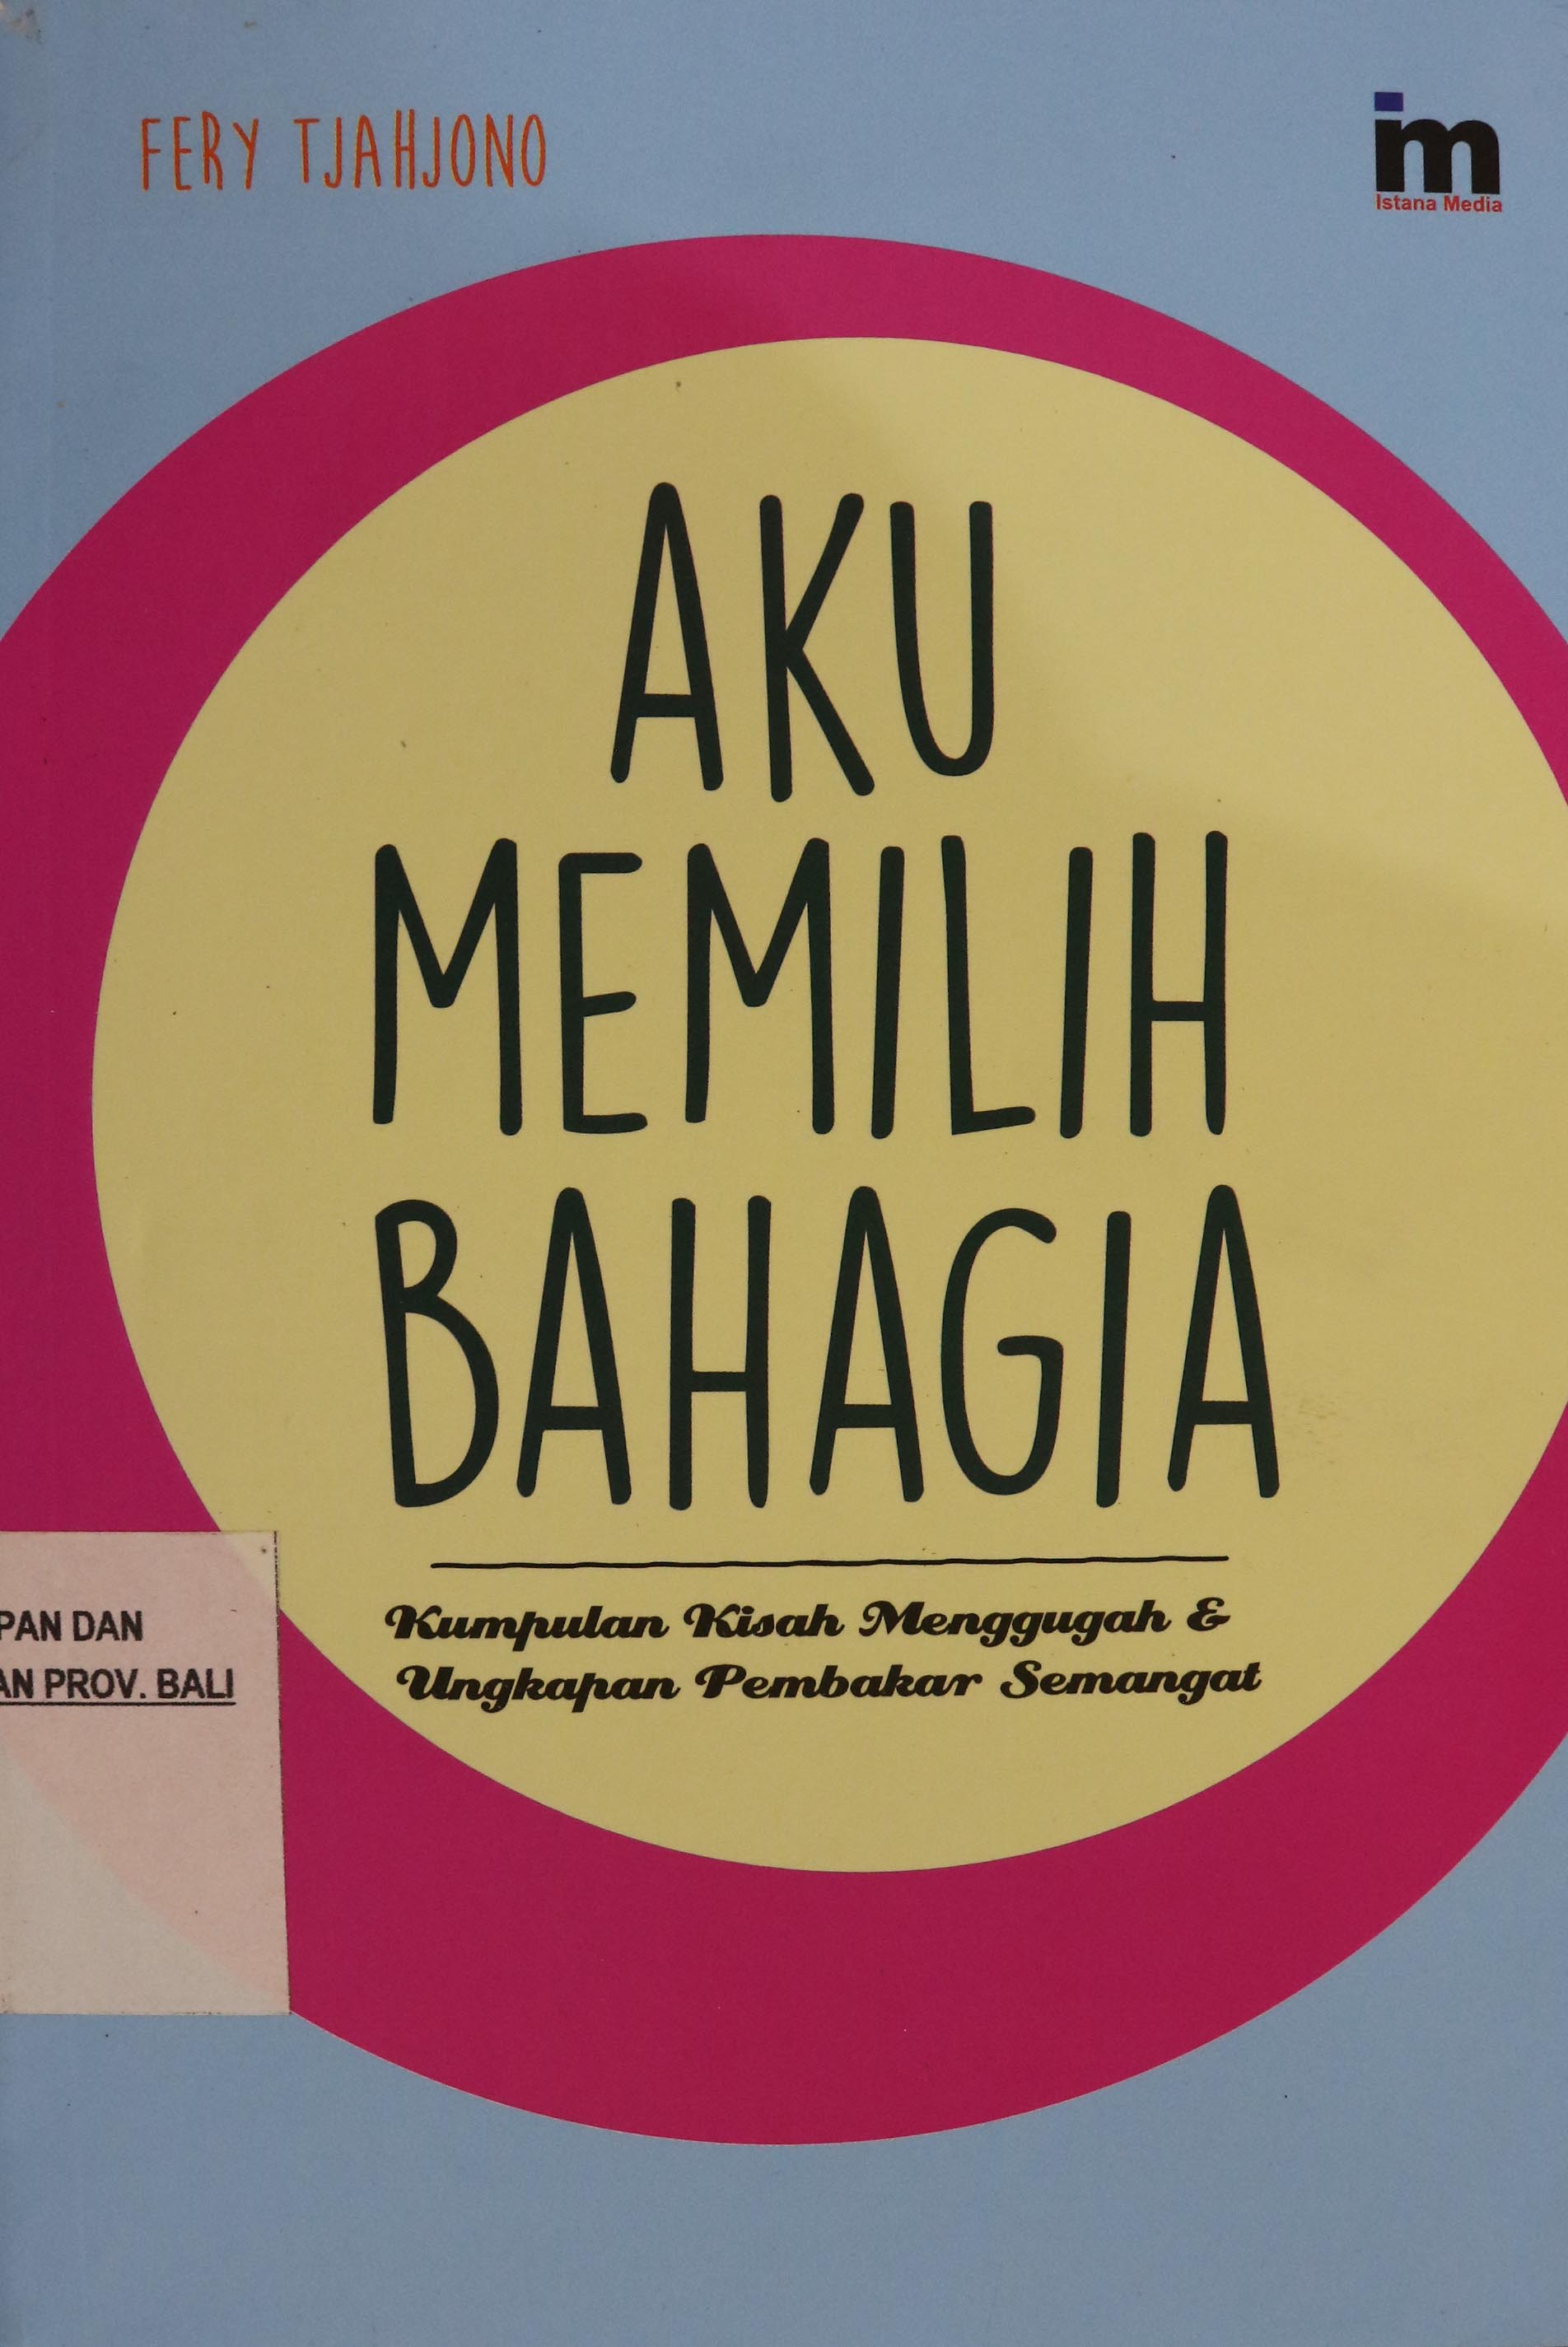 FERY TJAHJONO
im
Istana Media
AKU
MEMILIH
BAHAGIA
Kumpulan Kisah Menggugah &
Ungkapan Pembakar Semangat
PAN DAN
AN PROV. BALI